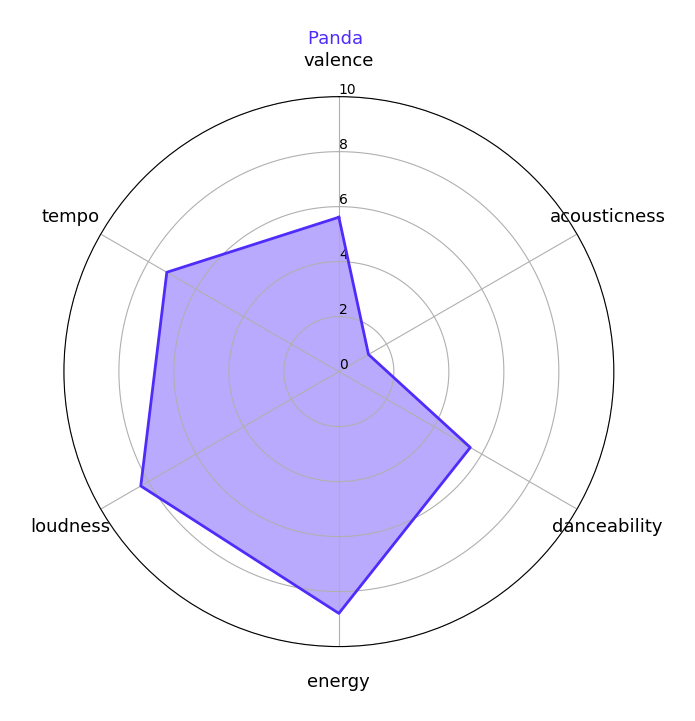 Panda
valence
10
8
6
4
2
0
tempo
acousticness
loudness
danceability
energy